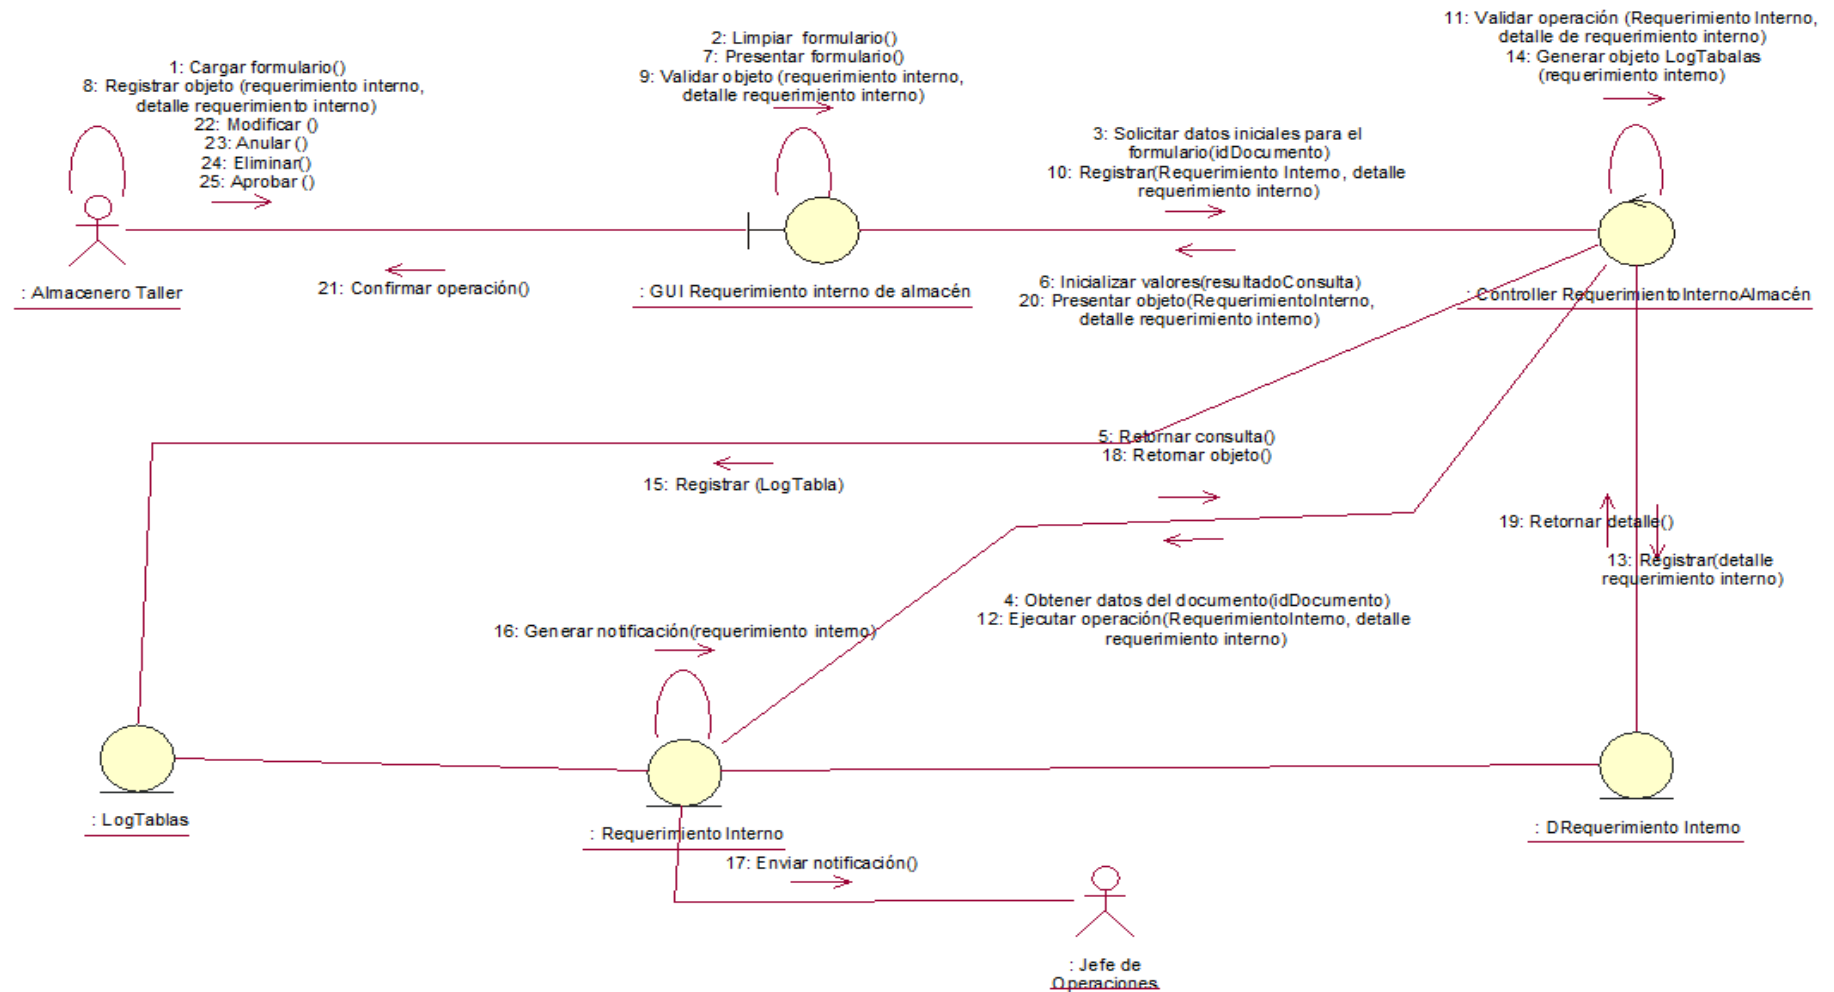 11: Validar operación (Requerimiento Interno,
detalle de requerimiento interno)
14: Generar objeto LogTabalas
(requerimiento interno)
2: Limpiar formulario()
7: Presentar formulario()
9: Validar objeto (requerimiento interno,
detalle requerimiento interno)
1: Cargar formulario()
8: Registrar objeto (requerimiento interno,
detalle requerimiento interno)
22: Modificar ()
23: Anular ()
24: Eliminar()
25: Aprobar ()
3: Solicitar datos iniciales para el
formulario(idDocumento)
10: Registrar(Requerimiento Interno, detalle
requerimiento interno)
21: Confirmar operación()
6: Inicializar valores(resultadoConsulta)
20: Presentar objeto(RequerimientoInterno,
detalle requerimiento interno)
: Almacenero Taller
: GUI Requerimiento interno de almacén
: Controller RequerimientoInternoAlmacén
5: Retornar consulta()
18: Retornar objeto()
15: Registrar (LogTabla)
19: Retornar detalle()
13: Registrar(detalle
requerimiento interno)
4: Obtener datos del documento(idDocumento)
12: Ejecutar operación(RequerimientoInterno, detalle
requerimiento interno)
16: Generar notificación(requerimiento interno)
: LogTablas
: Requerimiento Interno
: DRequerimiento Interno
17: Enviar notificación()
: Jefe de
Operaciones